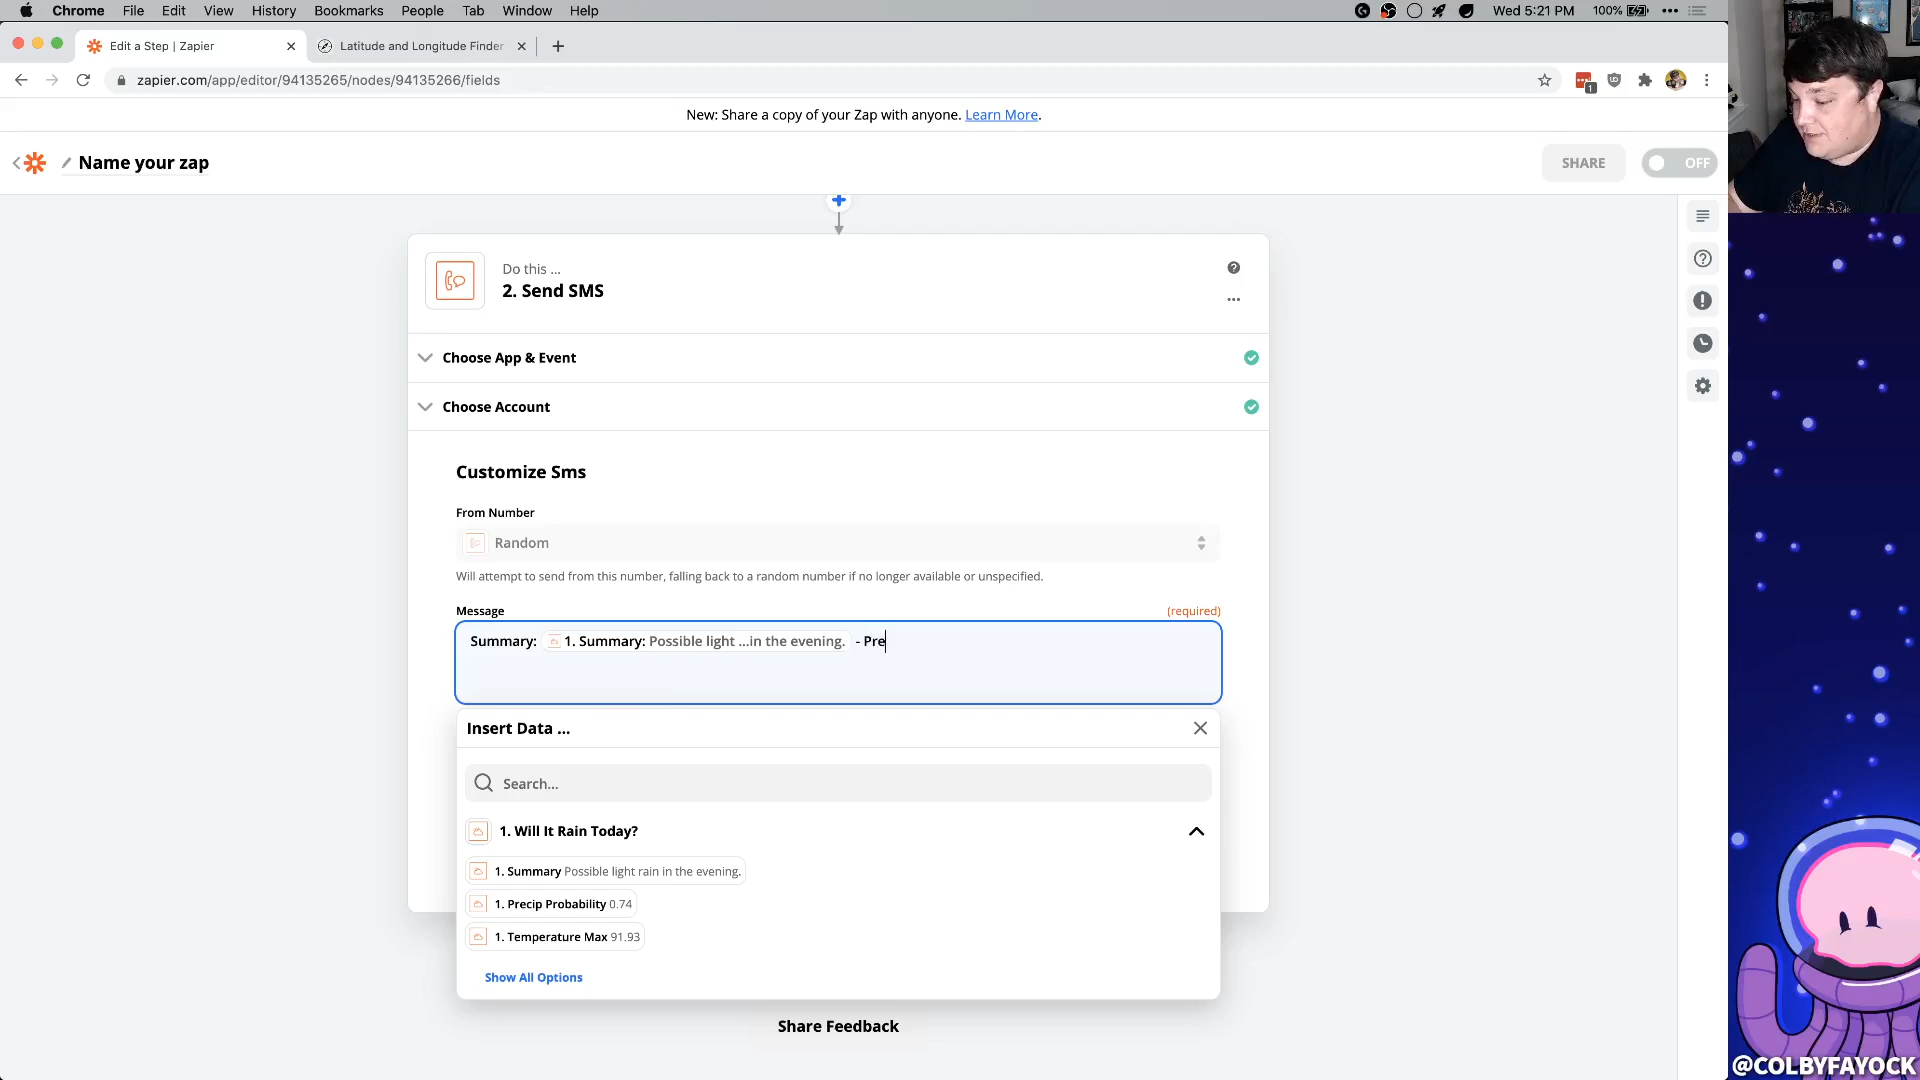 Chrome File Edit View History Bookmarks People Tab Window Help Wed 5:21 PM 100%
Edit a Step | Zapier Latitude and Longitude Finder
zapier.com/app/editor/94135265/nodes/94135266/fields 1
New: Share a copy of your Zap with anyone. Learn More.
Name your zap SHARE OFF
Do this ...
2. Send SMS
Choose App & Event
Choose Account
Customize Sms
From Number
Random
Will attempt to send from this number, falling back to a random number if no longer available or unspecified.
Message (required)
Summary: 1. Summary: Possible light ...in the evening. - Pre
Insert Data ...
Search...
1. Will It Rain Today?
1. Summary Possible light rain in the evening.
1. Precip Probability 0.74
1. Temperature Max 91.93
Show All Options
Share Feedback
@COLBYFAYOCK